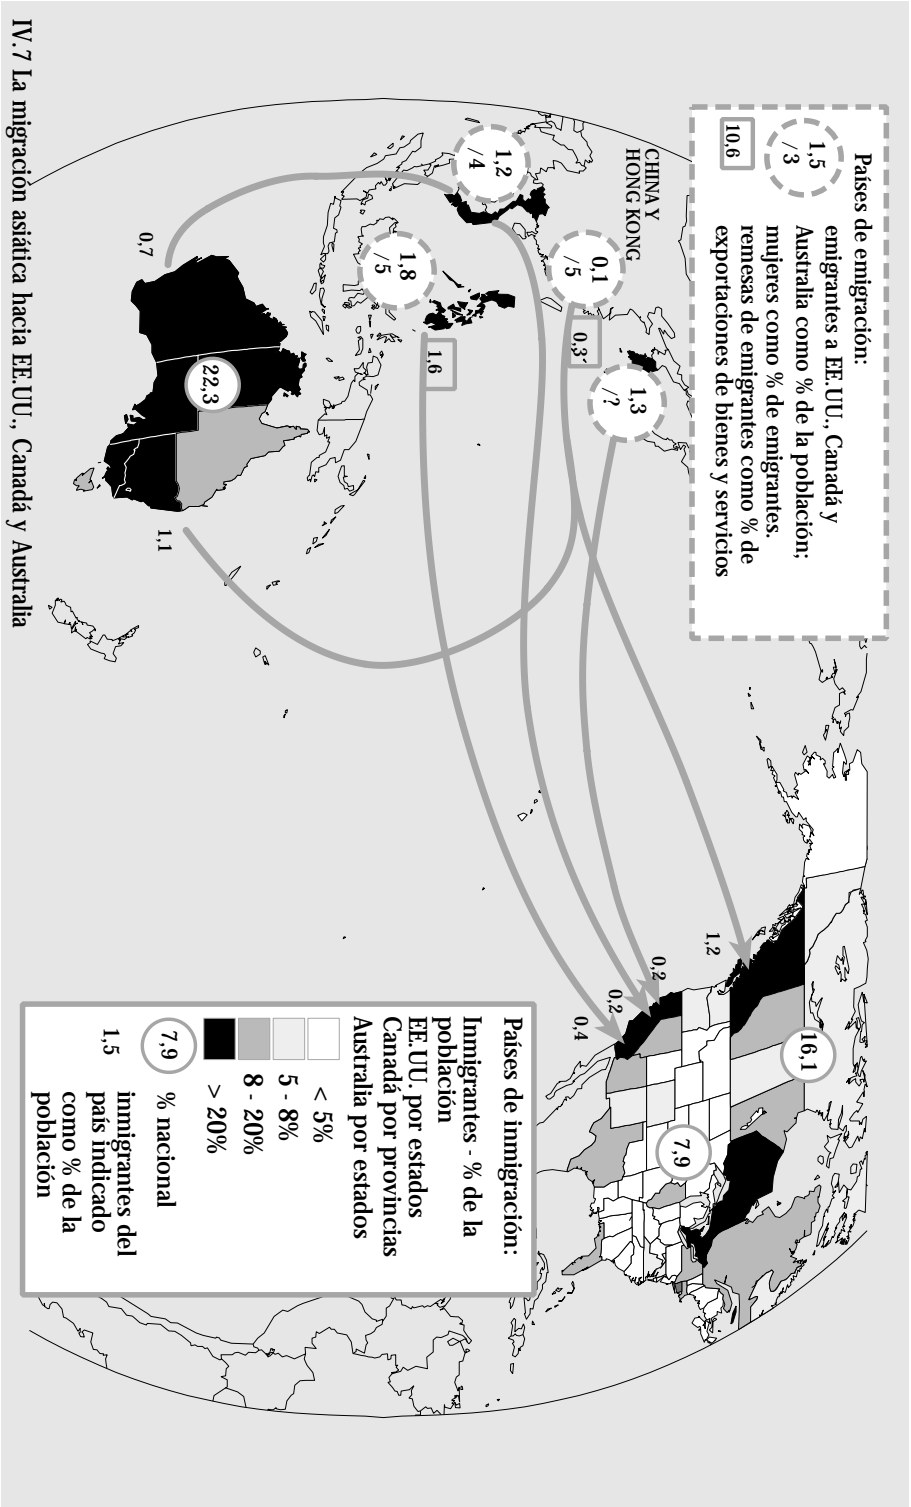 Países de emigración:
1,5
/3
emigrantes a EE.UU., Canadá y
Australia como % de la población;
mujeres como % de emigrantes.
10,6
remesas de emigrantes como % de
exportaciones de bienes y servicios
CHINA Y
HONG KONG
1,2
/4
0,1
/5
0,3
1,3
/?
1,8
/5
1,6
0,7
22,3
1,1
16,1
1,2
7,9
0,2
0,2
0,4
Países de inmigración:
Inmigrantes - % de la
población
EE.UU. por estados
Canadá por provincias
Australia por estados
< 5%
5 - 8%
8 - 20%
> 20%
7,9
% nacional
1,5
inmigrantes del
país indicado
como % de la
población
IV.7 La migración asiática hacia EE.UU., Canadá y Australia